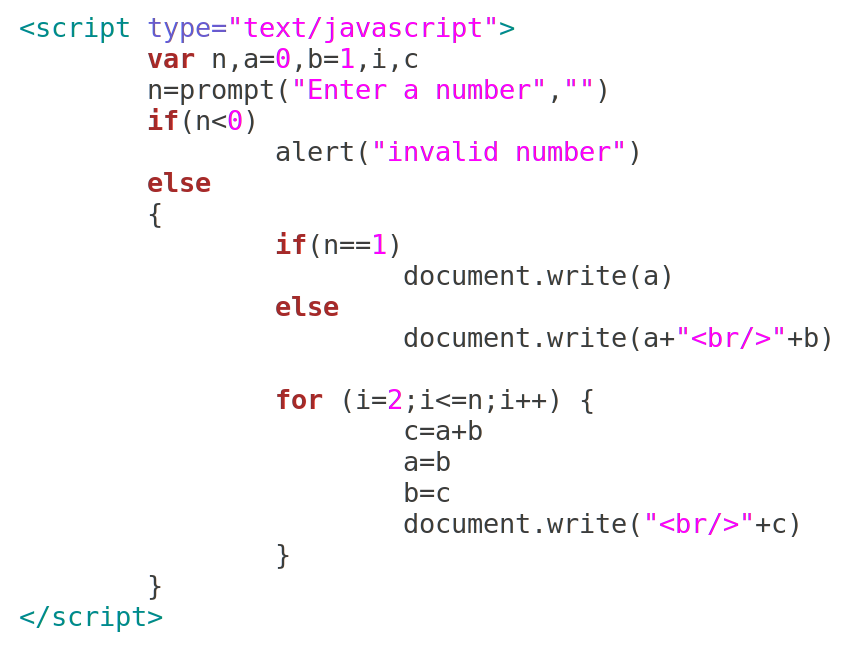 <script type="text/javascript">
        var n,a=0,b=1,i,c
        n=prompt("Enter a number","")
        if(n<0)
                alert("invalid number")
        else
        {
                if(n==1)
                        document.write(a)
                else
                        document.write(a+"<br/>"+b)

                for (i=2;i<=n;i++) {
                        c=a+b
                        a=b
                        b=c
                        document.write("<br/>"+c)
                }
        }
</script>